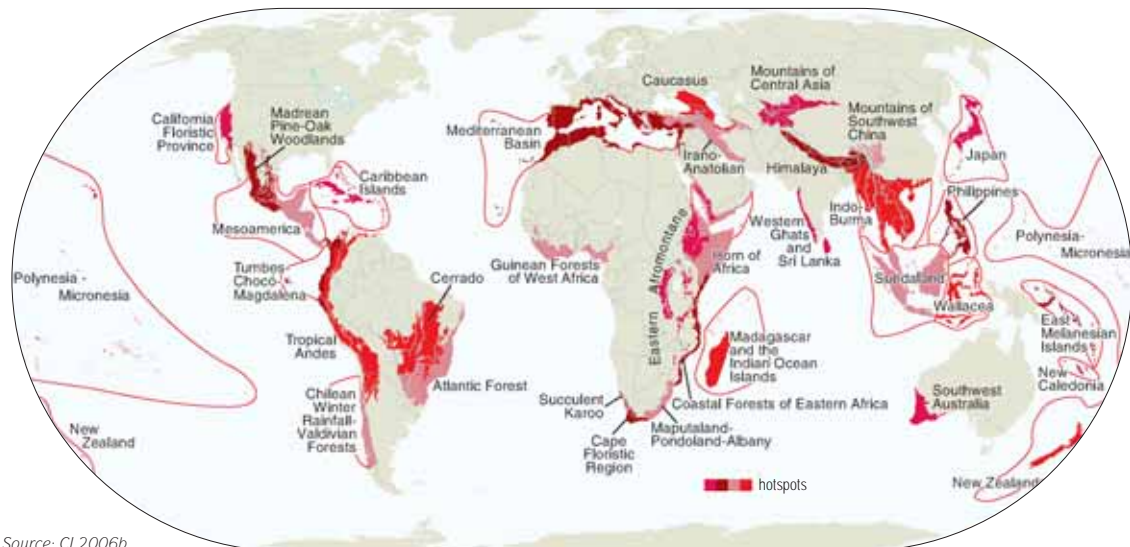 California
Floristic
Province
Madrean
Pine-Oak
Woodlands
Caribbean
Islands
Mesoamerica
Polynesia -
Micronesia
Tumbes-
Choco-
Magdalena
Tropical
Andes
Cerrado
Atlantic Forest
Chilean
Winter
Rainfall-
Valdivian
Forests
New
Zealand
Mediterranean
Basin
Caucasus
Irano-
Anatolian
Mountains of
Central Asia
Mountains of
Southwest
China
Himalaya
Japan
Philippines
Indo-
Burma
Western
Ghats
and
Sri Lanka
Horn of
Africa
Eastern Afromontane
Guinean Forests
of West Africa
Sundaland
Wallacea
Polynesia-
Micronesia
East
Melanesian
Islands
New
Caledonia
Madagascar
and the
Indian Ocean
Islands
Coastal Forests of Eastern Africa
Maputaland-
Pondoland-Albany
Succulent
Karoo
Cape
Floristic
Region
Southwest
Australia
New Zealand
hotspots
Source: CI 2006b